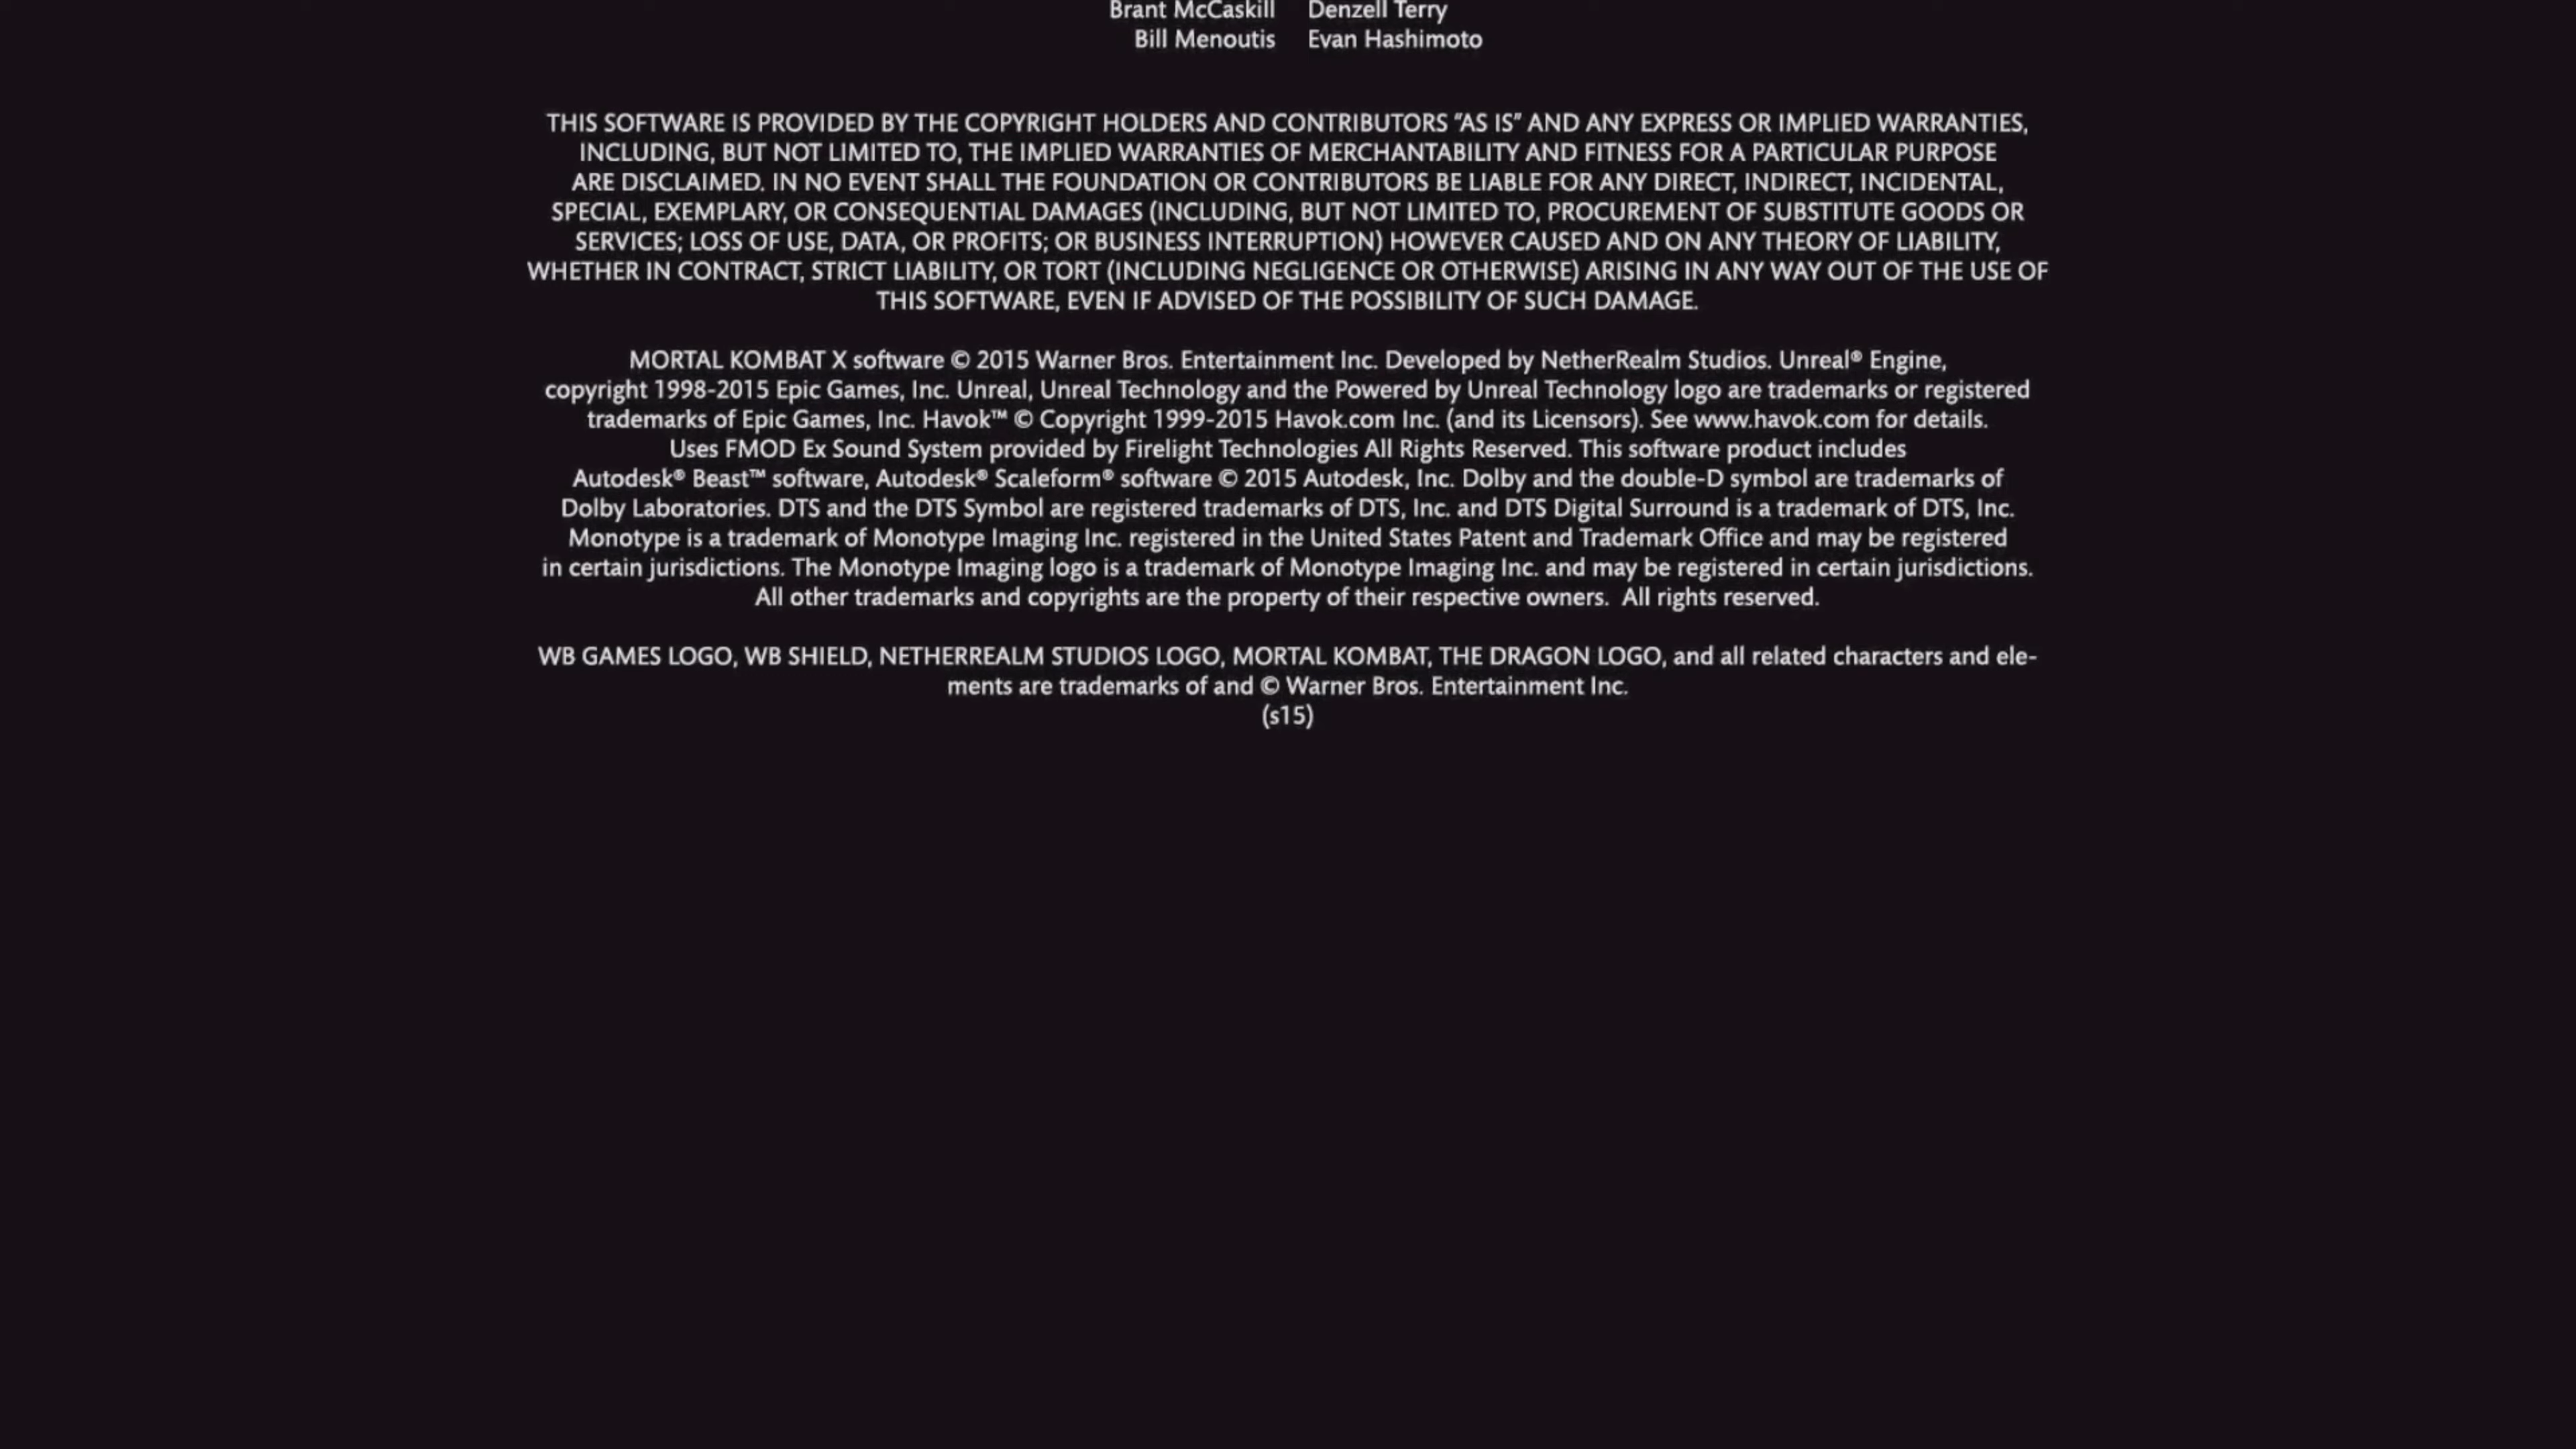 Brant McCaskill Denzell Terry
Bill Menoutis Evan Hashimoto
THIS SOFTWARE IS PROVIDED BY THE COPYRIGHT HOLDERS AND CONTRIBUTORS “AS IS” AND ANY EXPRESS OR IMPLIED WARRANTIES,
INCLUDING, BUT NOT LIMITED TO, THE IMPLIED WARRANTIES OF MERCHANTABILITY AND FITNESS FOR A PARTICULAR PURPOSE
ARE DISCLAIMED. IN NO EVENT SHALL THE FOUNDATION OR CONTRIBUTORS BE LIABLE FOR ANY DIRECT, INDIRECT, INCIDENTAL,
SPECIAL, EXEMPLARY, OR CONSEQUENTIAL DAMAGES (INCLUDING, BUT NOT LIMITED TO, PROCUREMENT OF SUBSTITUTE GOODS OR
SERVICES; LOSS OF USE, DATA, OR PROFITS; OR BUSINESS INTERRUPTION) HOWEVER CAUSED AND ON ANY THEORY OF LIABILITY,
WHETHER IN CONTRACT, STRICT LIABILITY, OR TORT (INCLUDING NEGLIGENCE OR OTHERWISE) ARISING IN ANY WAY OUT OF THE USE OF
THIS SOFTWARE, EVEN IF ADVISED OF THE POSSIBILITY OF SUCH DAMAGE.
MORTAL KOMBAT X software © 2015 Warner Bros. Entertainment Inc. Developed by NetherRealm Studios. Unreal® Engine,
copyright 1998-2015 Epic Games, Inc. Unreal, Unreal Technology and the Powered by Unreal Technology logo are trademarks or registered
trademarks of Epic Games, Inc. Havok™ © Copyright 1999-2015 Havok.com Inc. (and its Licensors). See www.havok.com for details.
Uses FMOD Ex Sound System provided by Firelight Technologies All Rights Reserved. This software product includes
Autodesk® Beast™ software, Autodesk® Scaleform® software © 2015 Autodesk, Inc. Dolby and the double-D symbol are trademarks of
Dolby Laboratories. DTS and the DTS Symbol are registered trademarks of DTS, Inc. and DTS Digital Surround is a trademark of DTS, Inc.
Monotype is a trademark of Monotype Imaging Inc. registered in the United States Patent and Trademark Office and may be registered
in certain jurisdictions. The Monotype Imaging logo is a trademark of Monotype Imaging Inc. and may be registered in certain jurisdictions.
All other trademarks and copyrights are the property of their respective owners.  All rights reserved.
WB GAMES LOGO, WB SHIELD, NETHERREALM STUDIOS LOGO, MORTAL KOMBAT, THE DRAGON LOGO, and all related characters and ele-
ments are trademarks of and © Warner Bros. Entertainment Inc.
(s15)